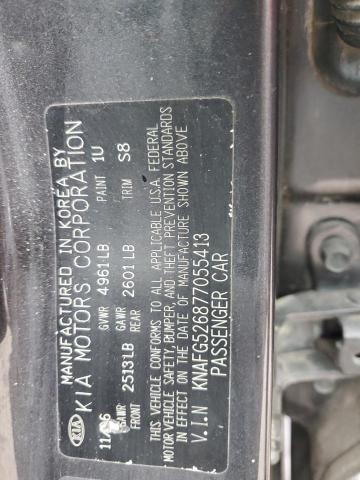 MANUFACTURED IN KOREA BY
KIA KIA MOTORS CORPORATION
GVWR 4961LB PAINT 1U
GAWR FRONT 2513LB GAWR REAR 2601LB TRIM S8
THIS VEHICLE CONFORMS TO ALL APPLICABLE U.S.A. FEDERAL
MOTOR VEHICLE SAFETY BUMPER, AND THEFT PREVENTION STANDARDS
IN EFFECT ON THE DATE OF MANUFACTURE SHOWN ABOVE
V.I.N KNAFG526877055413
PASSENGER CAR